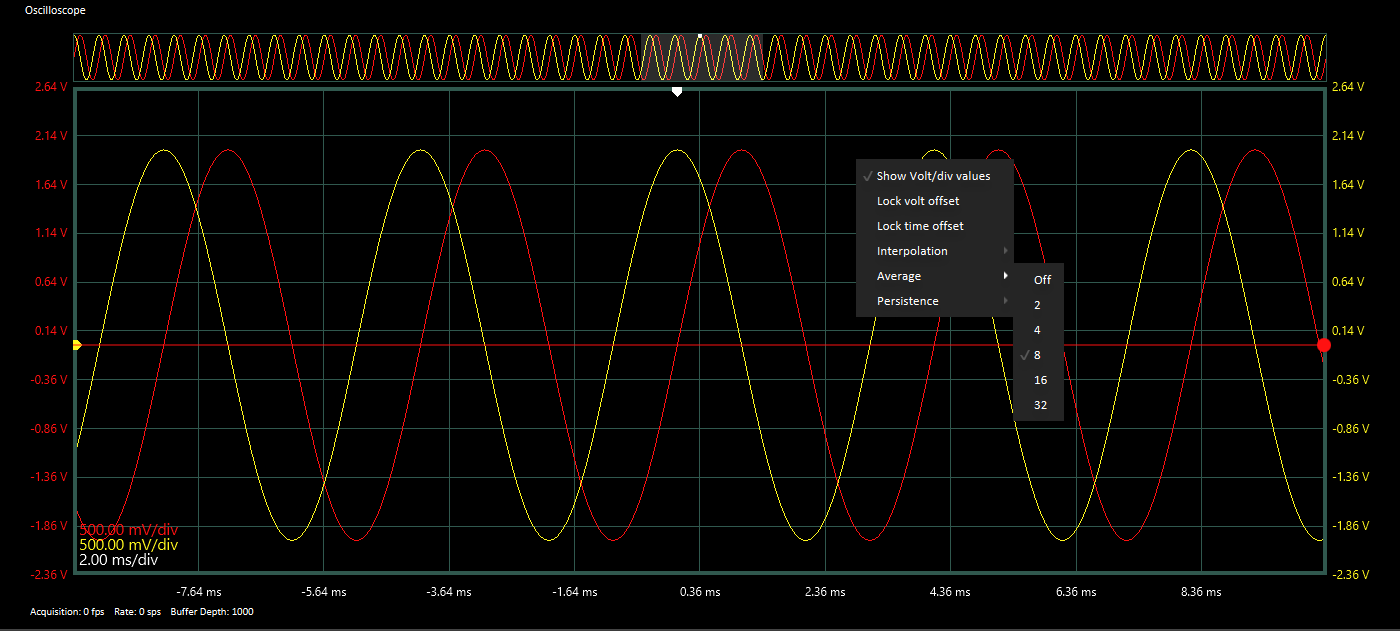 Oscilloscope
2.64 V 2.64 V
2.14 V 2.14 V
1.64 V 1.64 V
1.14 V 1.14 V
0.64 V 0.64 V
0.14 V 0.14 V
-0.36 V -0.36 V
-0.86 V -0.86 V
-1.36 V -1.36 V
-1.86 V -1.86 V
-2.36 V -2.36 V
Show Volt/div values
Lock volt offset
Lock time offset
Interpolation
Average
Persistence
Off
2
4
8
16
32
500.00 mV/div
500.00 mV/div
2.00 ms/div
-7.64 ms -5.64 ms -3.64 ms -1.64 ms 0.36 ms 2.36 ms 4.36 ms 6.36 ms 8.36 ms
Acquisition: 0 fps Rate: 0 sps Buffer Depth: 1000